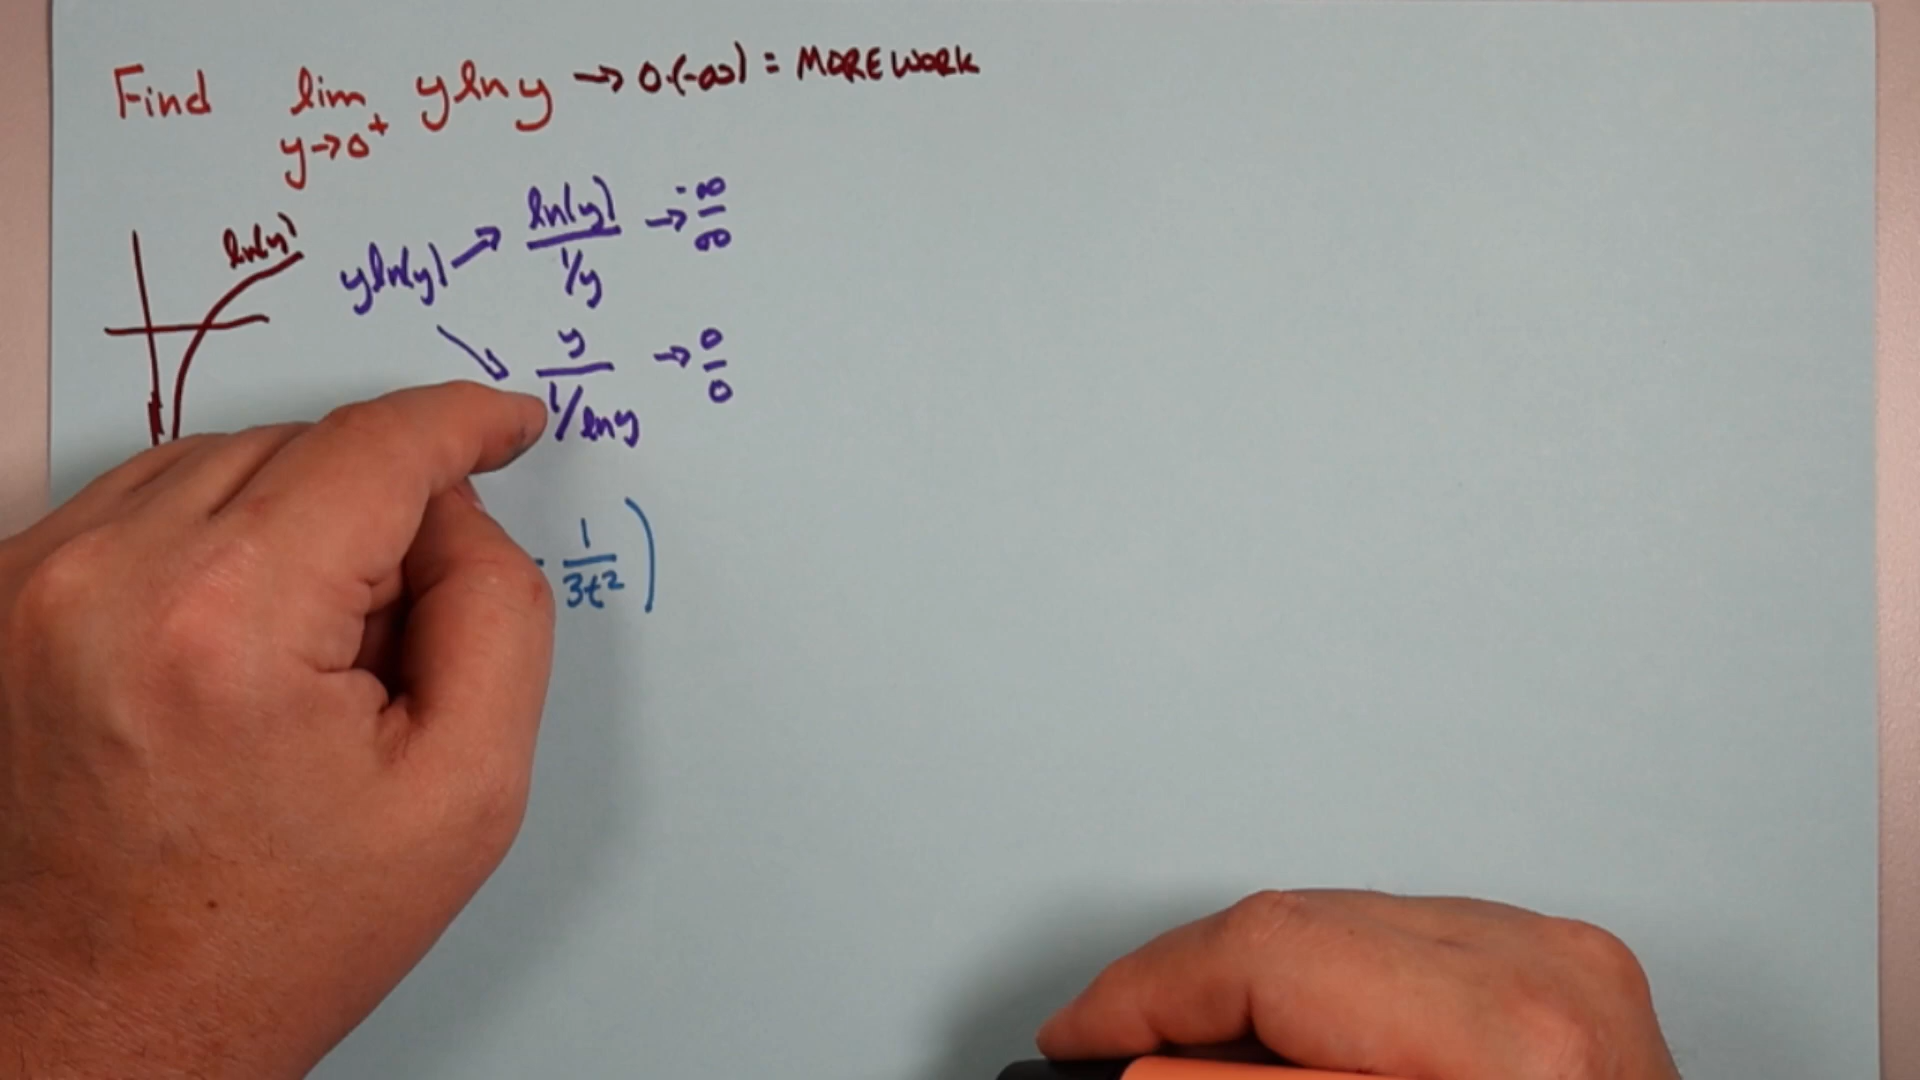 Find lim y→0⁺ y ln y → 0·(-∞) = MORE WORK
ln(y)
y ln(y) → ln(y) / 1/y → -∞/∞
→ y / 1/ln y → 0/0
- 1/3t² )